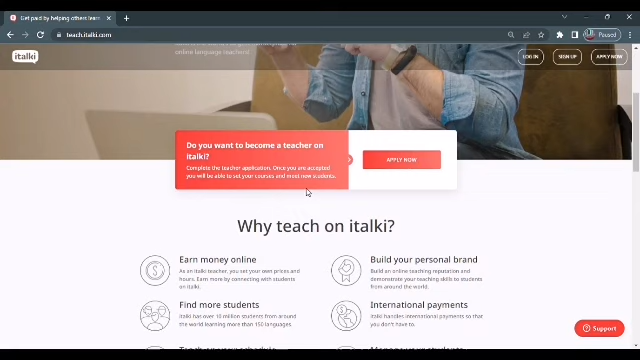 Get paid by helping others learn
Paused
teach.italki.com
online language teachers!
italki
LOG IN
SIGN UP
APPLY NOW
Do you want to become a teacher on
italki?
Complete the teacher application. Once you are accepted
you will be able to set your courses and meet new students.
APPLY NOW
Why teach on italki?
Earn money online
As an italki teacher, you set your own prices and
hours. Earn more by connecting with students
on italki.
Build your personal brand
Build an online teaching reputation and
demonstrate your teaching skills to students
from around the world.
Find more students
italki has over 10 million students from around
the world learning more than 150 languages.
International payments
italki handles international payments so that
you don't have to.
Support